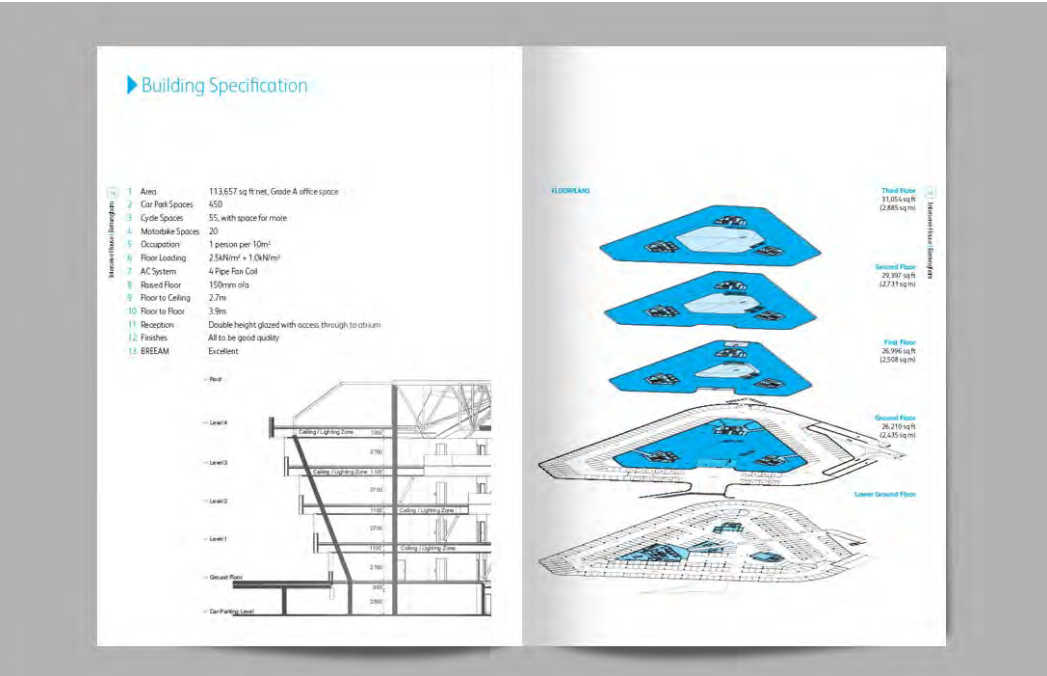 Building Specification
1 Area 113,657 sq ft net, Grade A office space
2 Car Park Spaces 450
3 Cycle Spaces 55, with space for more
4 Motorbike Spaces 20
5 Occupation 1 person per 10m²
6 Floor Loading 2.5kN/m² + 1.0kN/m²
7 AC System 4 Pipe Fan Coil
8 Raised Floor 150mm o/a
9 Floor to Ceiling 2.7m
10 Floor to Floor 3.9m
11 Reception Double height glazed with access through to atrium
12 Finishes All to be good quality
13 BREEAM Excellent
Roof
Level 4
Ceiling / Lighting Zone
2700
Level 3
Ceiling / Lighting Zone 1100
2700
Level 2
1100 Ceiling / Lighting Zone
2700
Level 1
1100 Ceiling / Lighting Zone
2700
Ground Floor
Car Parking Level
FLOORPLANS
Third Floor
31,054 sq ft
(2,885 sq m)
Second Floor
29,397 sq ft
(2,731 sq m)
First Floor
26,996 sq ft
(2,508 sq m)
Ground Floor
26,210 sq ft
(2,435 sq m)
Lower Ground Floor